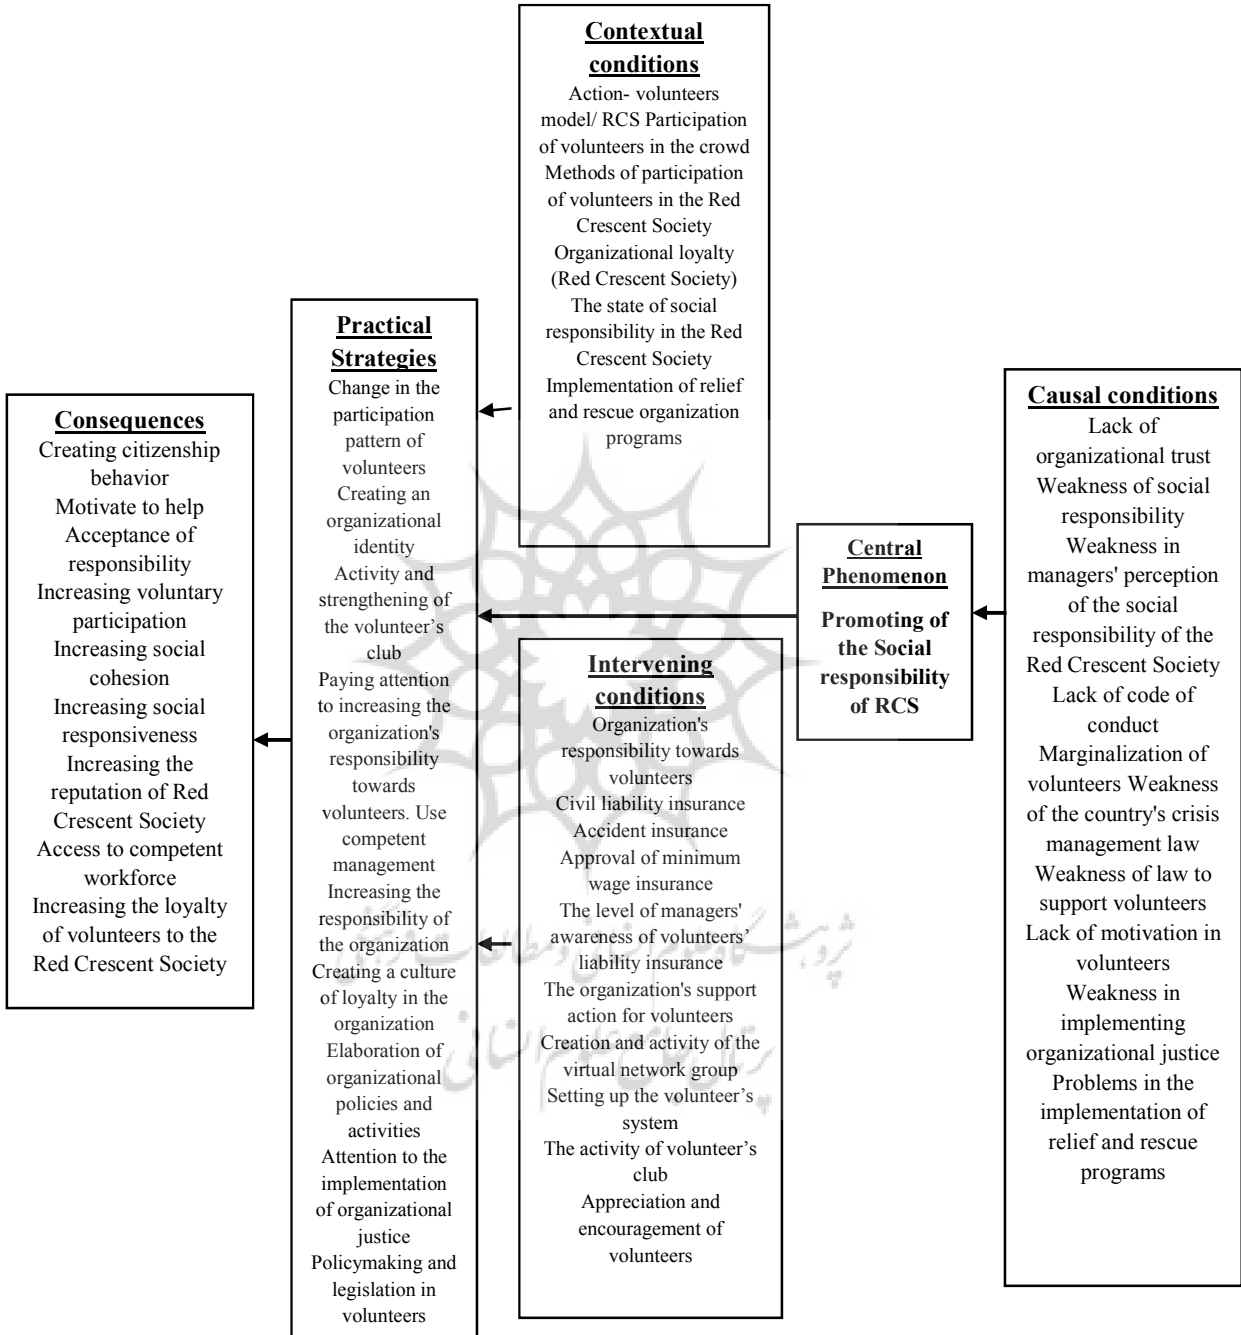 Contextual
conditions
Action- volunteers
model/ RCS Participation
of volunteers in the crowd
Methods of participation
of volunteers in the Red
Crescent Society
Organizational loyalty
(Red Crescent Society)
The state of social
responsibility in the Red
Crescent Society
Implementation of relief
and rescue organization
programs
Practical
Strategies
Change in the
participation
pattern of
volunteers
Creating an
organizational
identity
Activity and
strengthening of
the volunteer’s
club
Paying attention
to increasing the
organization's
responsibility
towards
volunteers. Use
competent
management
Increasing the
responsibility of
the organization
Creating a culture
of loyalty in the
organization
Elaboration of
organizational
policies and
activities
Attention to the
implementation
of organizational
justice
Policymaking and
legislation in
volunteers
Consequences
Creating citizenship
behavior
Motivate to help
Acceptance of
responsibility
Increasing voluntary
participation
Increasing social
cohesion
Increasing social
responsiveness
Increasing the
reputation of Red
Crescent Society
Access to competent
workforce
Increasing the loyalty
of volunteers to the
Red Crescent Society
Central
Phenomenon
Promoting of
the Social
responsibility
of RCS
Intervening
conditions
Organization's
responsibility towards
volunteers
Civil liability insurance
Accident insurance
Approval of minimum
wage insurance
The level of managers'
awareness of volunteers’
liability insurance
The organization's support
action for volunteers
Creation and activity of the
virtual network group
Setting up the volunteer’s
system
The activity of volunteer’s
club
Appreciation and
encouragement of
volunteers
Causal conditions
Lack of
organizational trust
Weakness of social
responsibility
Weakness in
managers' perception
of the social
responsibility of the
Red Crescent Society
Lack of code of
conduct
Marginalization of
volunteers Weakness
of the country's crisis
management law
Weakness of law to
support volunteers
Lack of motivation in
volunteers
Weakness in
implementing
organizational justice
Problems in the
implementation of
relief and rescue
programs
پژوهشگاه علوم انسانی و مطالعات فرهنگی
پرتال جامع علوم انسانی